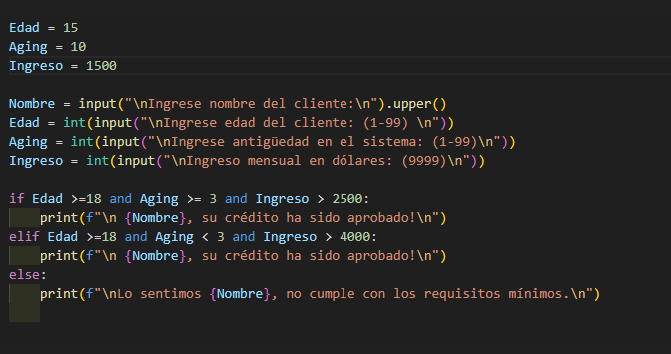 Edad = 15
Aging = 10
Ingreso = 1500
Nombre = input("\nIngrese nombre del cliente:\n").upper()
Edad = int(input("\nIngrese edad del cliente: (1-99) \n"))
Aging = int(input("\nIngrese antigüedad en el sistema: (1-99)\n"))
Ingreso = int(input("\nIngreso mensual en dólares: (9999)\n"))
if Edad >=18 and Aging >= 3 and Ingreso > 2500:
    print(f"\n {Nombre}, su crédito ha sido aprobado!\n")
elif Edad >=18 and Aging < 3 and Ingreso > 4000:
    print(f"\n {Nombre}, su crédito ha sido aprobado!\n")
else:
    print(f"\nLo sentimos {Nombre}, no cumple con los requisitos mínimos.\n")